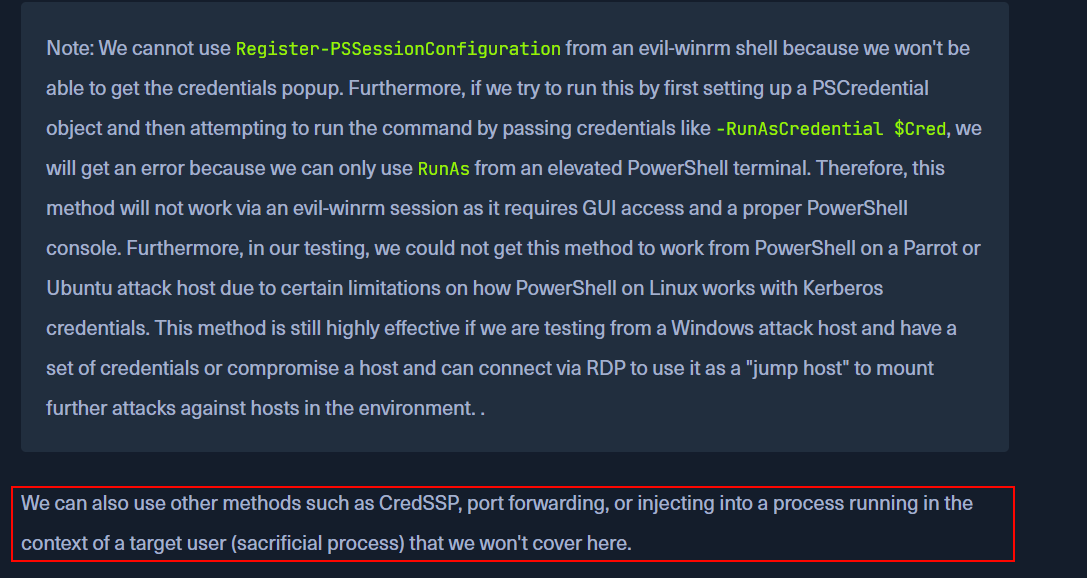 Note: We cannot use Register-PSSessionConfiguration from an evil-winrm shell because we won't be
able to get the credentials popup. Furthermore, if we try to run this by first setting up a PSCredential
object and then attempting to run the command by passing credentials like -RunAsCredential $Cred, we
will get an error because we can only use RunAs from an elevated PowerShell terminal. Therefore, this
method will not work via an evil-winrm session as it requires GUI access and a proper PowerShell
console. Furthermore, in our testing, we could not get this method to work from PowerShell on a Parrot or
Ubuntu attack host due to certain limitations on how PowerShell on Linux works with Kerberos
credentials. This method is still highly effective if we are testing from a Windows attack host and have a
set of credentials or compromise a host and can connect via RDP to use it as a "jump host" to mount
further attacks against hosts in the environment. .
We can also use other methods such as CredSSP, port forwarding, or injecting into a process running in the
context of a target user (sacrificial process) that we won't cover here.